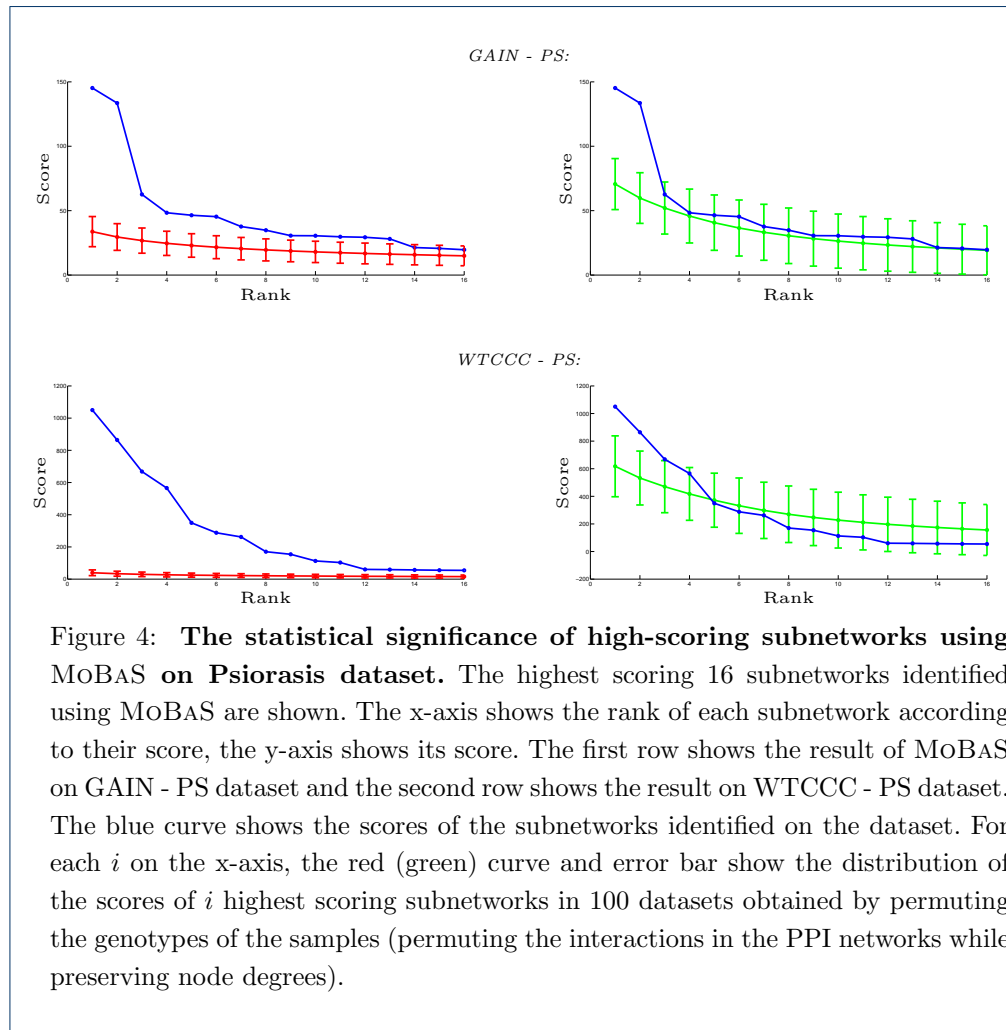 GAIN - PS:
150
100
50
0
Score
0 2 4 6 8 10 12 14 16
Rank
150
100
50
0
Score
0 2 4 6 8 10 12 14 16
Rank
WTCCC - PS:
1200
1000
800
600
400
200
0
Score
0 2 4 6 8 10 12 14 16
Rank
1200
1000
800
600
400
200
0
−200
Score
0 2 4 6 8 10 12 14 16
Rank
Figure 4: The statistical significance of high-scoring subnetworks using
MoBaS on Psiorasis dataset. The highest scoring 16 subnetworks identified
using MoBaS are shown. The x-axis shows the rank of each subnetwork according
to their score, the y-axis shows its score. The first row shows the result of MoBaS
on GAIN - PS dataset and the second row shows the result on WTCCC - PS dataset.
The blue curve shows the scores of the subnetworks identified on the dataset. For
each i on the x-axis, the red (green) curve and error bar show the distribution of
the scores of i highest scoring subnetworks in 100 datasets obtained by permuting
the genotypes of the samples (permuting the interactions in the PPI networks while
preserving node degrees).